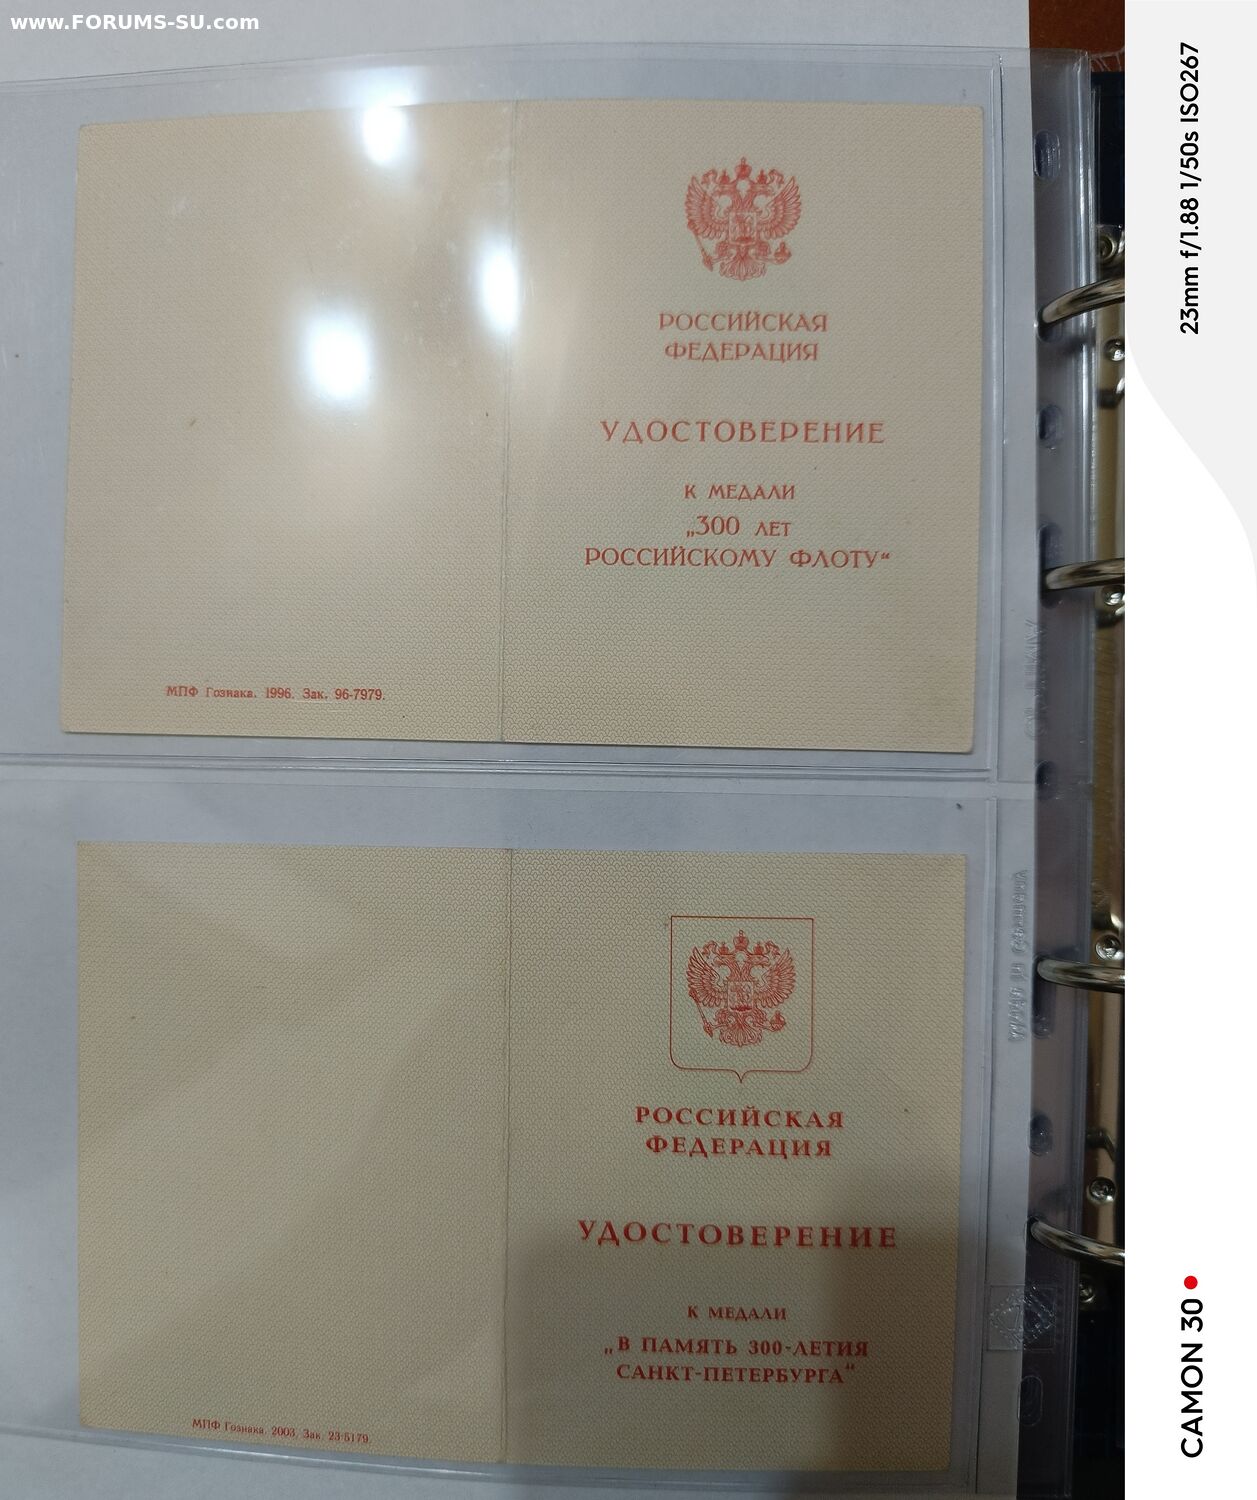 www.FORUMS-SU.com
РОССИЙСКАЯ
ФЕДЕРАЦИЯ
УДОСТОВЕРЕНИЕ
К МЕДАЛИ
„300 ЛЕТ
РОССИЙСКОМУ ФЛОТУ“
МПФ Гознака. 1996. Зак. 96-7979.
РОССИЙСКАЯ
ФЕДЕРАЦИЯ
УДОСТОВЕРЕНИЕ
К МЕДАЛИ
„В ПАМЯТЬ 300-ЛЕТИЯ
САНКТ-ПЕТЕРБУРГА“
МПФ Гознака. 2003. Зак. 23-5179.
23mm f/1.88 1/50s ISO267
CAMON 30